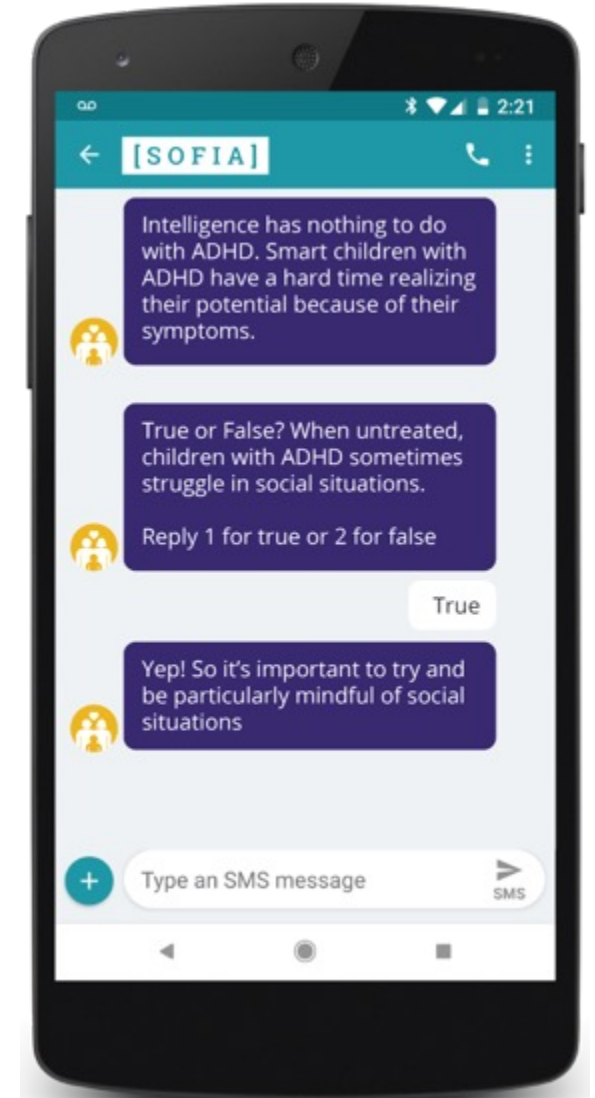 2:21
[SOFIA]
Intelligence has nothing to do
with ADHD. Smart children with
ADHD have a hard time realizing
their potential because of their
symptoms.
True or False? When untreated,
children with ADHD sometimes
struggle in social situations.
Reply 1 for true or 2 for false
True
Yep! So it's important to try and
be particularly mindful of social
situations
Type an SMS message
SMS